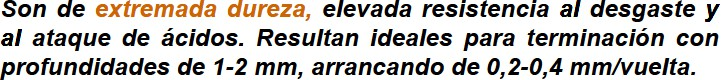 Son de extremada dureza, elevada resistencia al desgaste y
al ataque de ácidos. Resultan ideales para terminación con
profundidades de 1-2 mm, arrancando de 0,2-0,4 mm/vuelta.